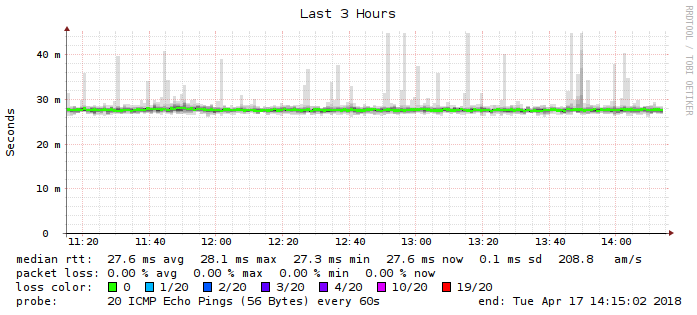 Last 3 Hours
RRDTOOL / TOBI OETIKER
Seconds
40 m
30 m
20 m
10 m
0
11:20 11:40 12:00 12:20 12:40 13:00 13:20 13:40 14:00
median rtt: 27.6 ms avg 28.1 ms max 27.3 ms min 27.6 ms now 0.1 ms sd 208.8 am/s
packet loss: 0.00 % avg 0.00 % max 0.00 % min 0.00 % now
loss color: 0 1/20 2/20 3/20 4/20 10/20 19/20
probe: 20 ICMP Echo Pings (56 Bytes) every 60s end: Tue Apr 17 14:15:02 2018